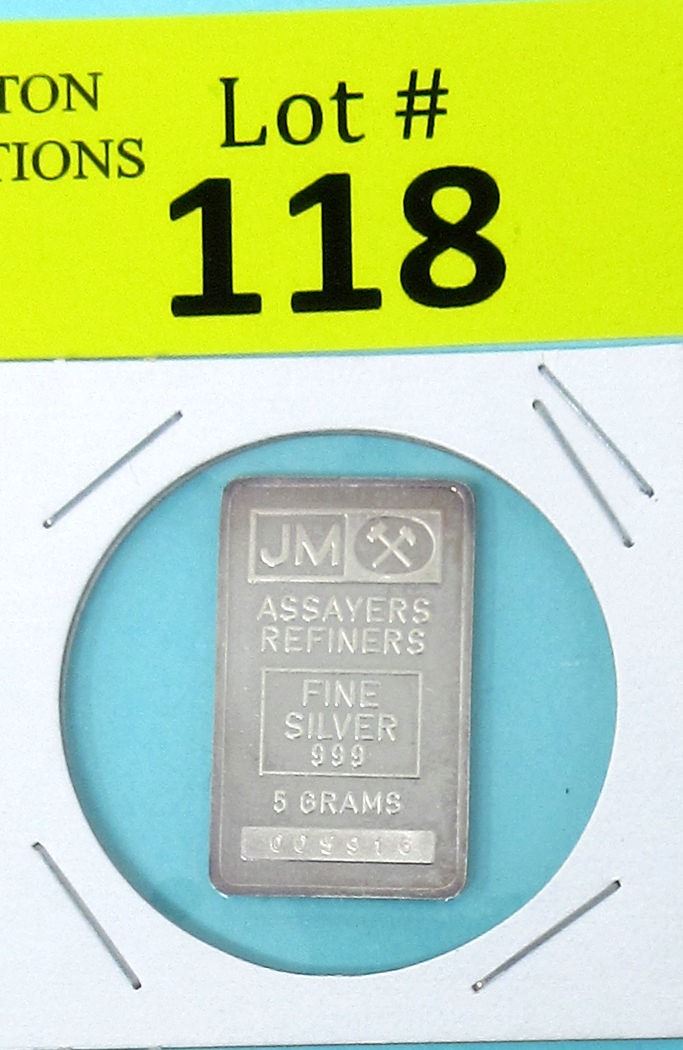 TON
TIONS
Lot #
118
JM
ASSAYERS
REFINERS
FINE
SILVER
999
5 GRAMS